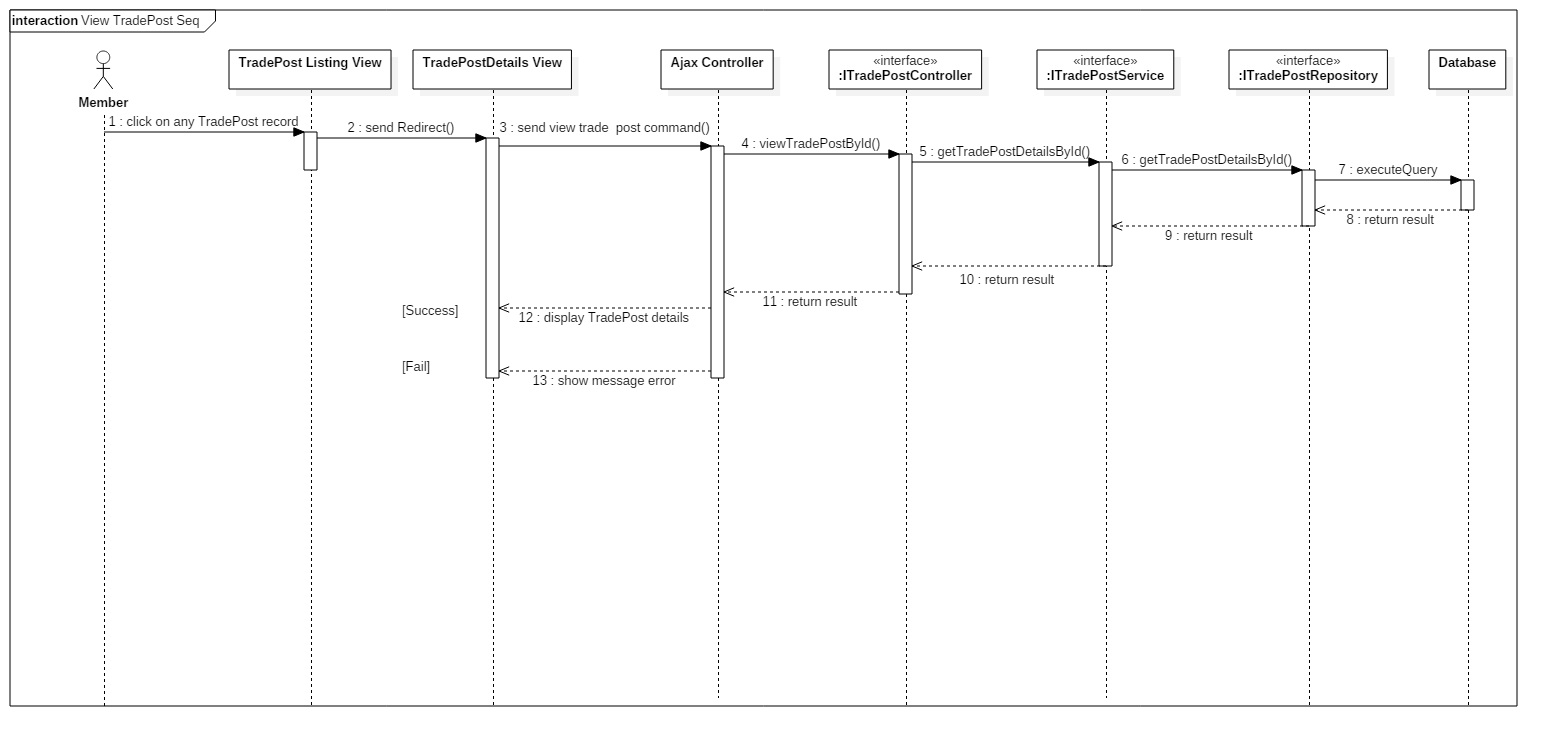 interaction View TradePost Seq
Member
TradePost Listing View
TradePostDetails View
Ajax Controller
«interface»
:ITradePostController
«interface»
:ITradePostService
«interface»
:ITradePostRepository
Database
1 : click on any TradePost record
2 : send Redirect()
3 : send view trade  post command()
4 : viewTradePostById()
5 : getTradePostDetailsById()
6 : getTradePostDetailsById()
7 : executeQuery
8 : return result
9 : return result
10 : return result
11 : return result
[Success]
12 : display TradePost details
[Fail]
13 : show message error